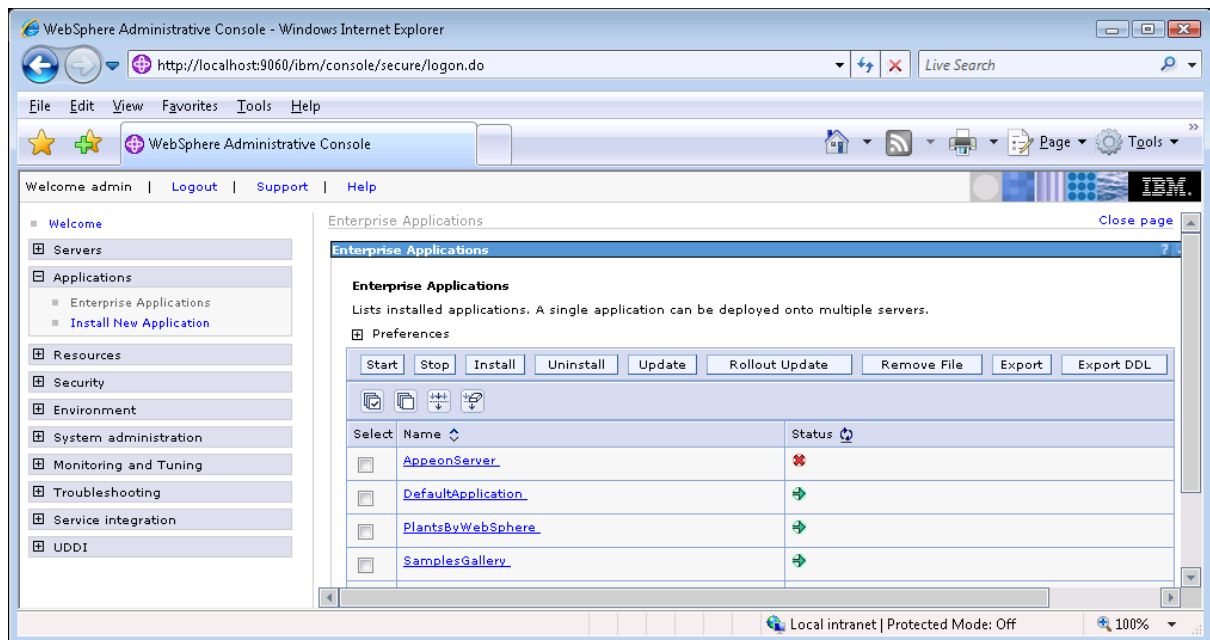 WebSphere Administrative Console - Windows Internet Explorer
http://localhost:9060/ibm/console/secure/logon.do
Live Search
File Edit View Favorites Tools Help
WebSphere Administrative Console
Page Tools
Welcome admin | Logout | Support | Help
IBM.
Welcome
Servers
Applications
Enterprise Applications
Install New Application
Resources
Security
Environment
System administration
Monitoring and Tuning
Troubleshooting
Service integration
UDDI
Enterprise Applications
Close page
Enterprise Applications ?
Enterprise Applications
Lists installed applications. A single application can be deployed onto multiple servers.
Preferences
Start Stop Install Uninstall Update Rollout Update Remove File Export Export DDL
Select Name Status
AppeonServer
DefaultApplication
PlantsByWebSphere
SamplesGallery
Local intranet | Protected Mode: Off
100%